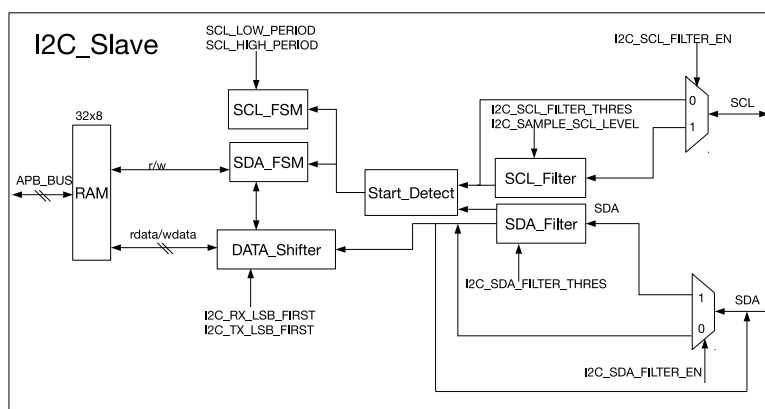 I2C_Slave
SCL_LOW_PERIOD
SCL_HIGH_PERIOD
I2C_SCL_FILTER_EN
32x8
SCL_FSM
0
SCL
I2C_SCL_FILTER_THRES
I2C_SAMPLE_SCL_LEVEL
1
r/w
SDA_FSM
APB_BUS
RAM
Start_Detect
SCL_Filter
SDA
SDA_Filter
rdata/wdata
DATA_Shifter
I2C_SDA_FILTER_THRES
1
SDA
I2C_RX_LSB_FIRST
I2C_TX_LSB_FIRST
0
I2C_SDA_FILTER_EN